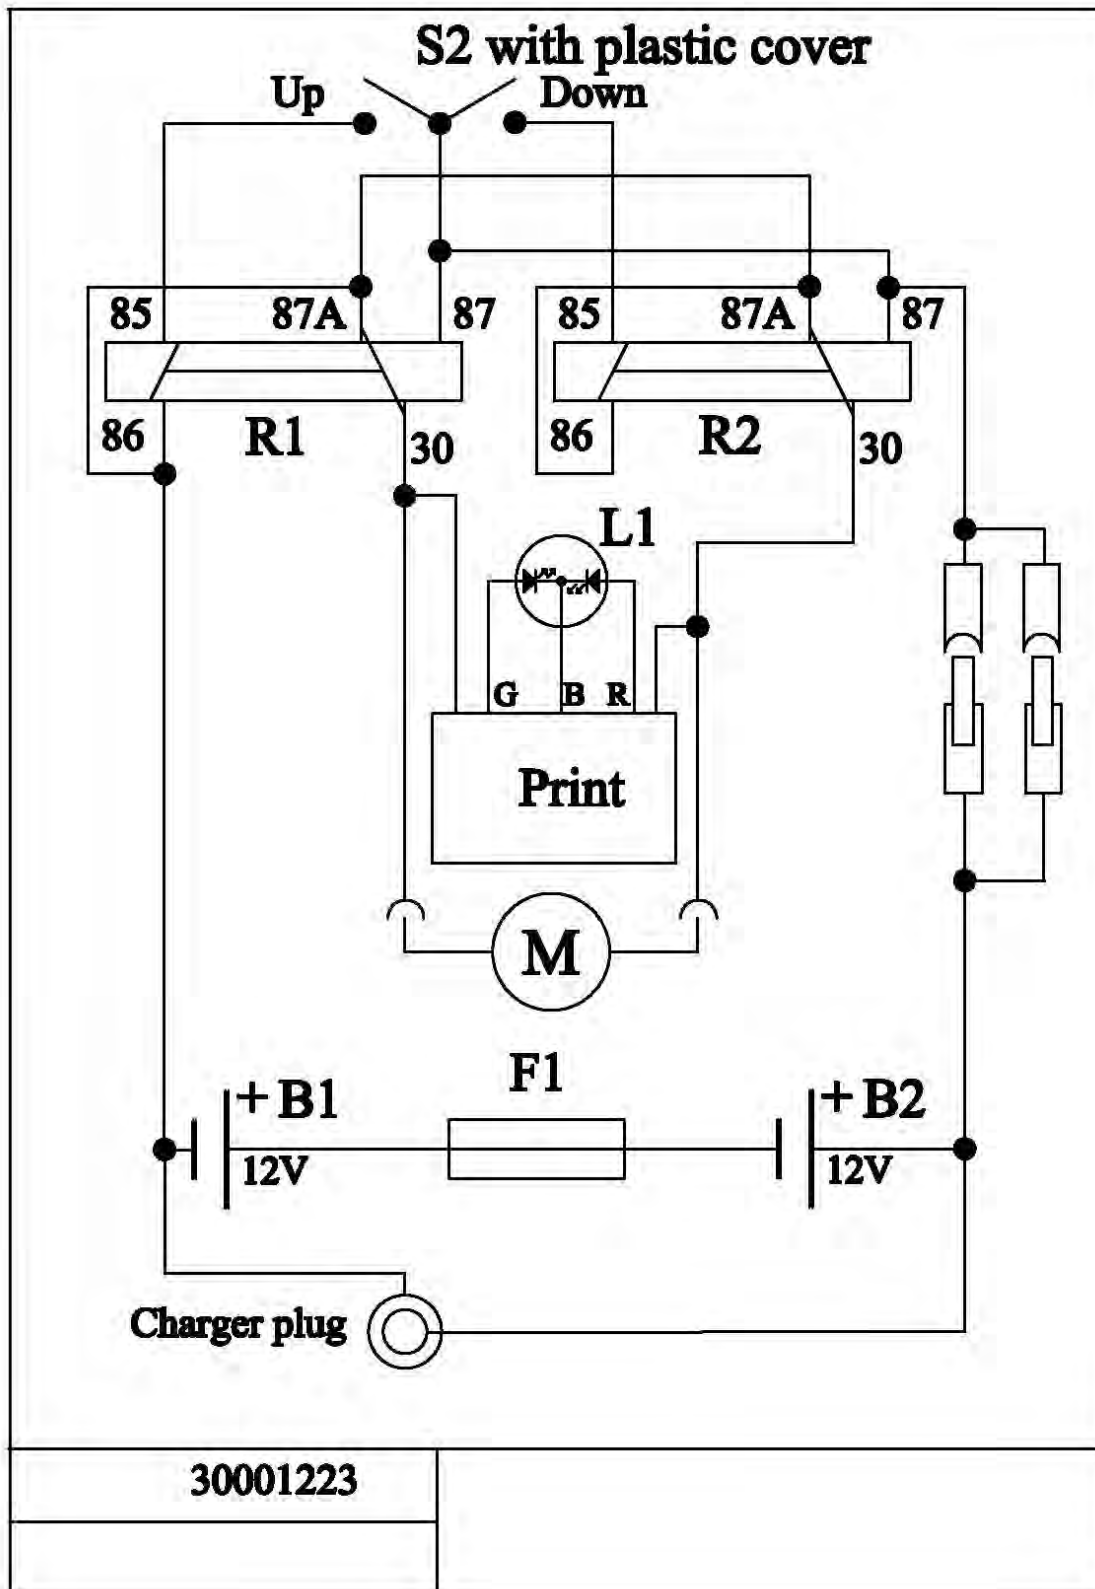 S2 with plastic cover
Up
Down
85
87A
87
85
87A
87
86
R1
30
86
R2
30
L1
G
B
R
Print
M
F1
+ B1
12V
+ B2
12V
Charger plug
30001223